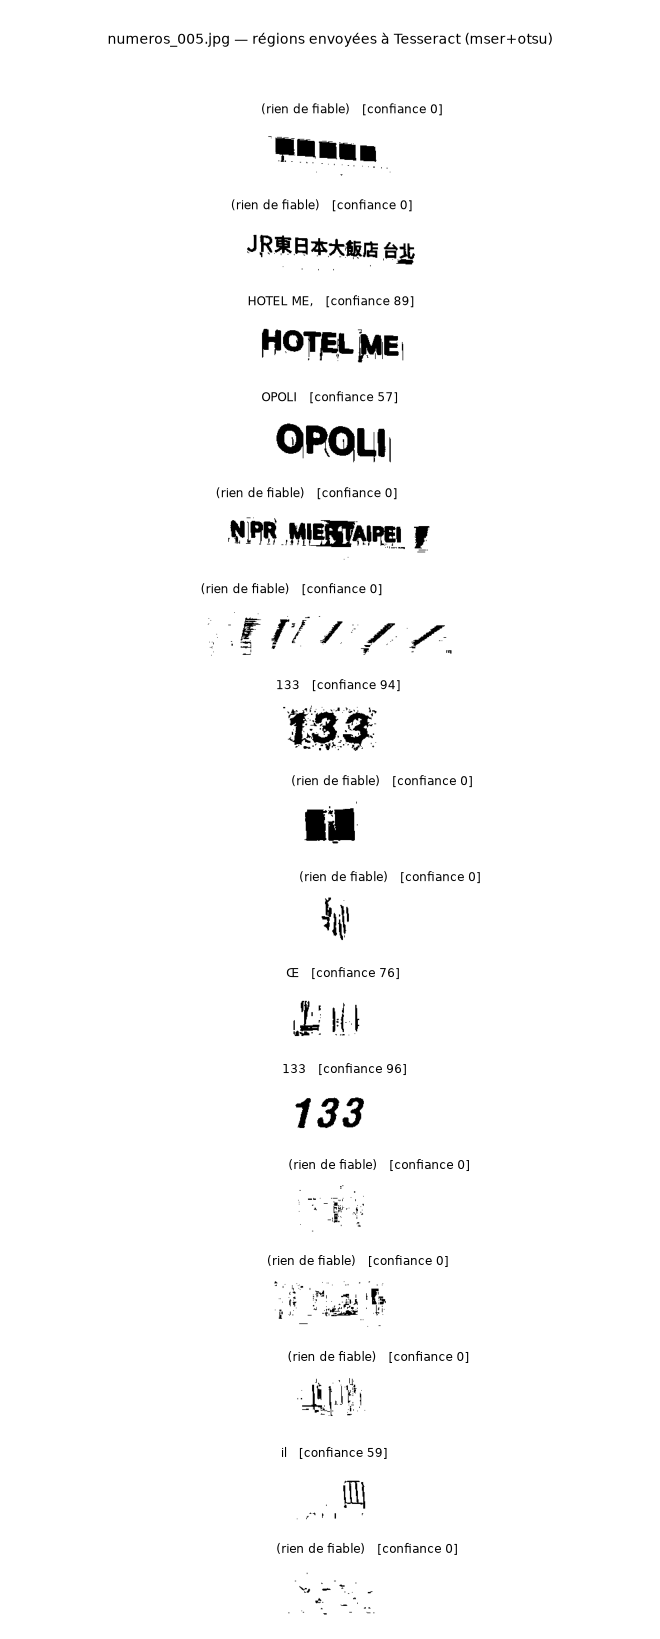 numeros_005.jpg — régions envoyées à Tesseract (mser+otsu)
(rien de fiable) [confiance 0]
(rien de fiable) [confiance 0]
JR東日本大飯店 台北
HOTEL ME, [confiance 89]
HOTEL ME
OPOLI [confiance 57]
OPOLI
(rien de fiable) [confiance 0]
N PR MIER TAIPEI
(rien de fiable) [confiance 0]
133 [confiance 94]
133
(rien de fiable) [confiance 0]
(rien de fiable) [confiance 0]
Œ [confiance 76]
133 [confiance 96]
133
(rien de fiable) [confiance 0]
(rien de fiable) [confiance 0]
(rien de fiable) [confiance 0]
il [confiance 59]
(rien de fiable) [confiance 0]